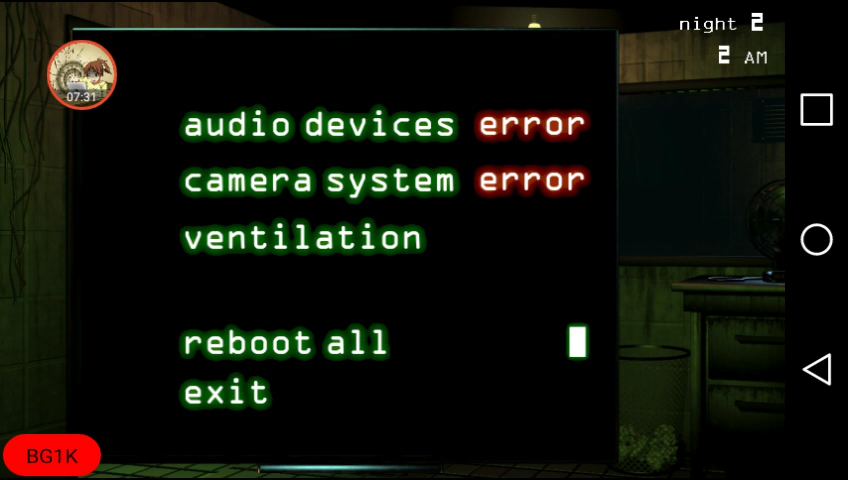 night 2
2 AM
07:31
audio devices error
camera system error
ventilation
reboot all
exit
BG1K